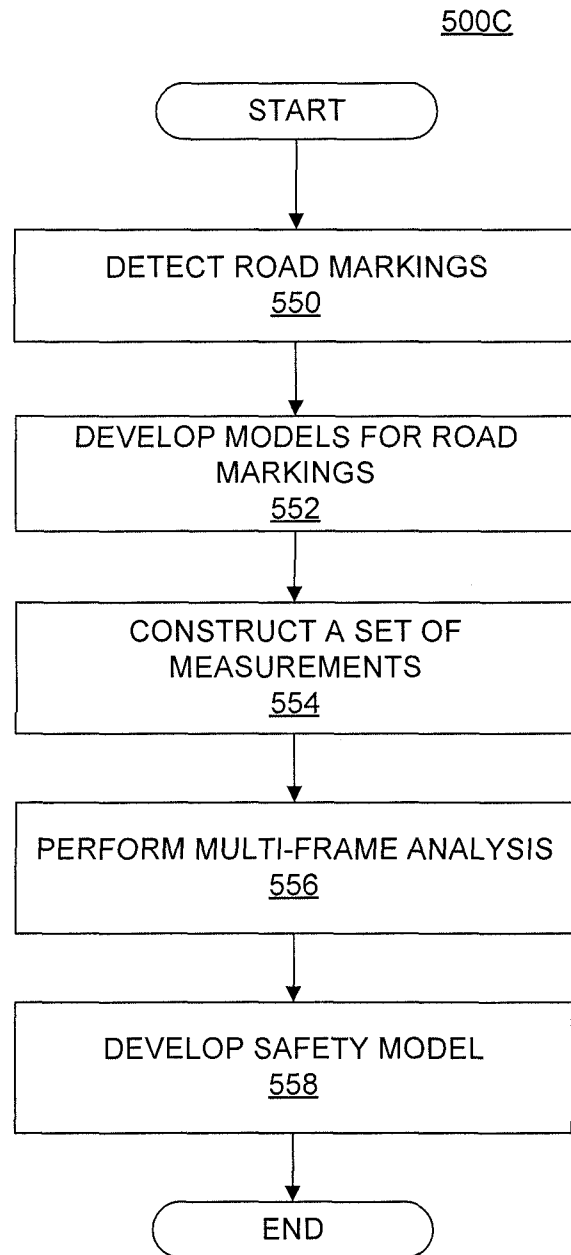 500C
START
DETECT ROAD MARKINGS
550
DEVELOP MODELS FOR ROAD
MARKINGS
552
CONSTRUCT A SET OF
MEASUREMENTS
554
PERFORM MULTI-FRAME ANALYSIS
556
DEVELOP SAFETY MODEL
558
END